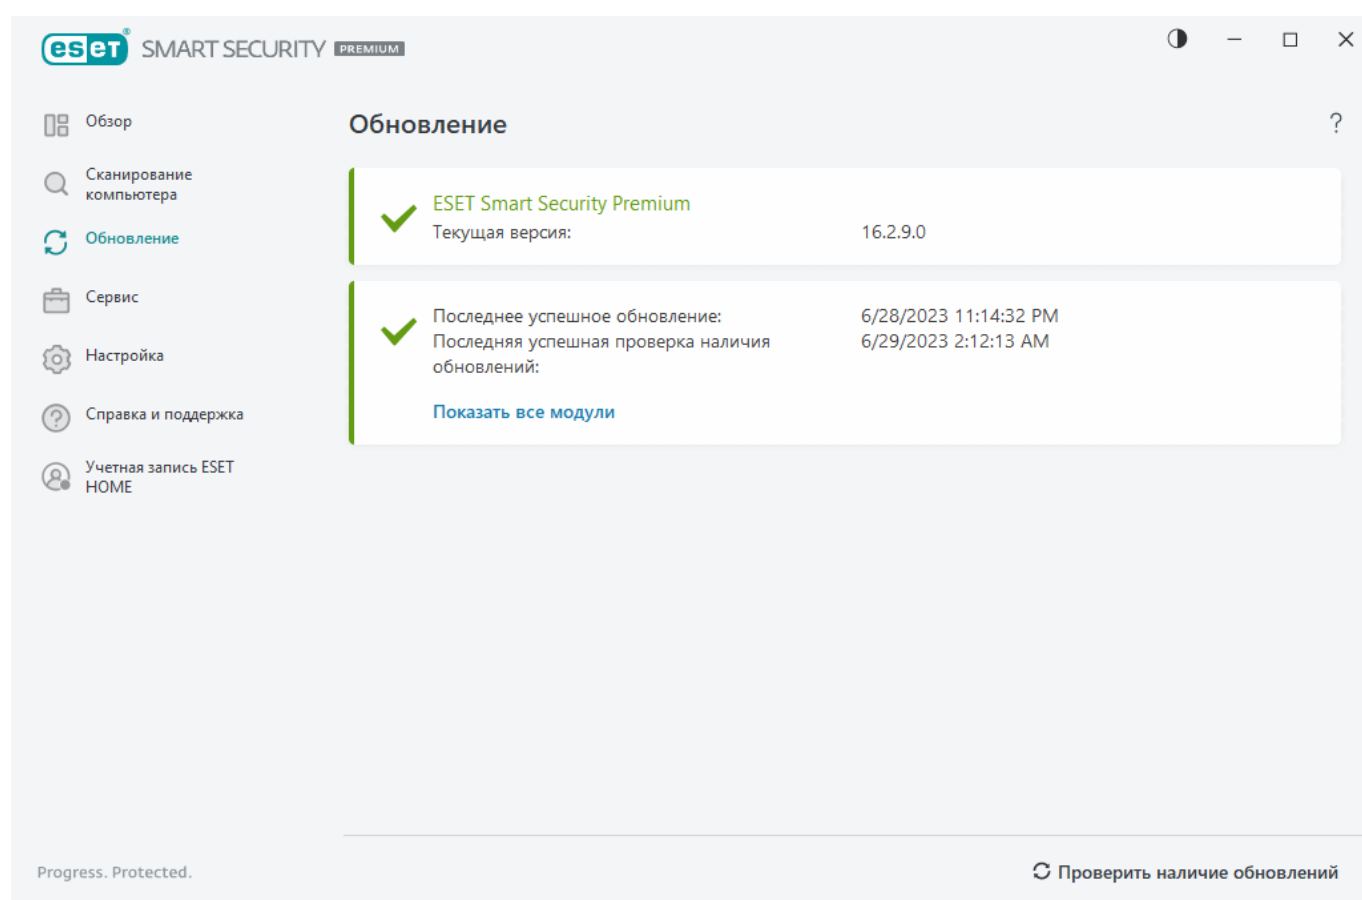 eset® SMART SECURITY PREMIUM
Обзор
Сканирование
компьютера
Обновление
Сервис
Настройка
Справка и поддержка
Учетная запись ESET
HOME
Обновление
?
ESET Smart Security Premium
Текущая версия: 16.2.9.0
Последнее успешное обновление: 6/28/2023 11:14:32 PM
Последняя успешная проверка наличия 6/29/2023 2:12:13 AM
обновлений:
Показать все модули
Progress. Protected.
Проверить наличие обновлений